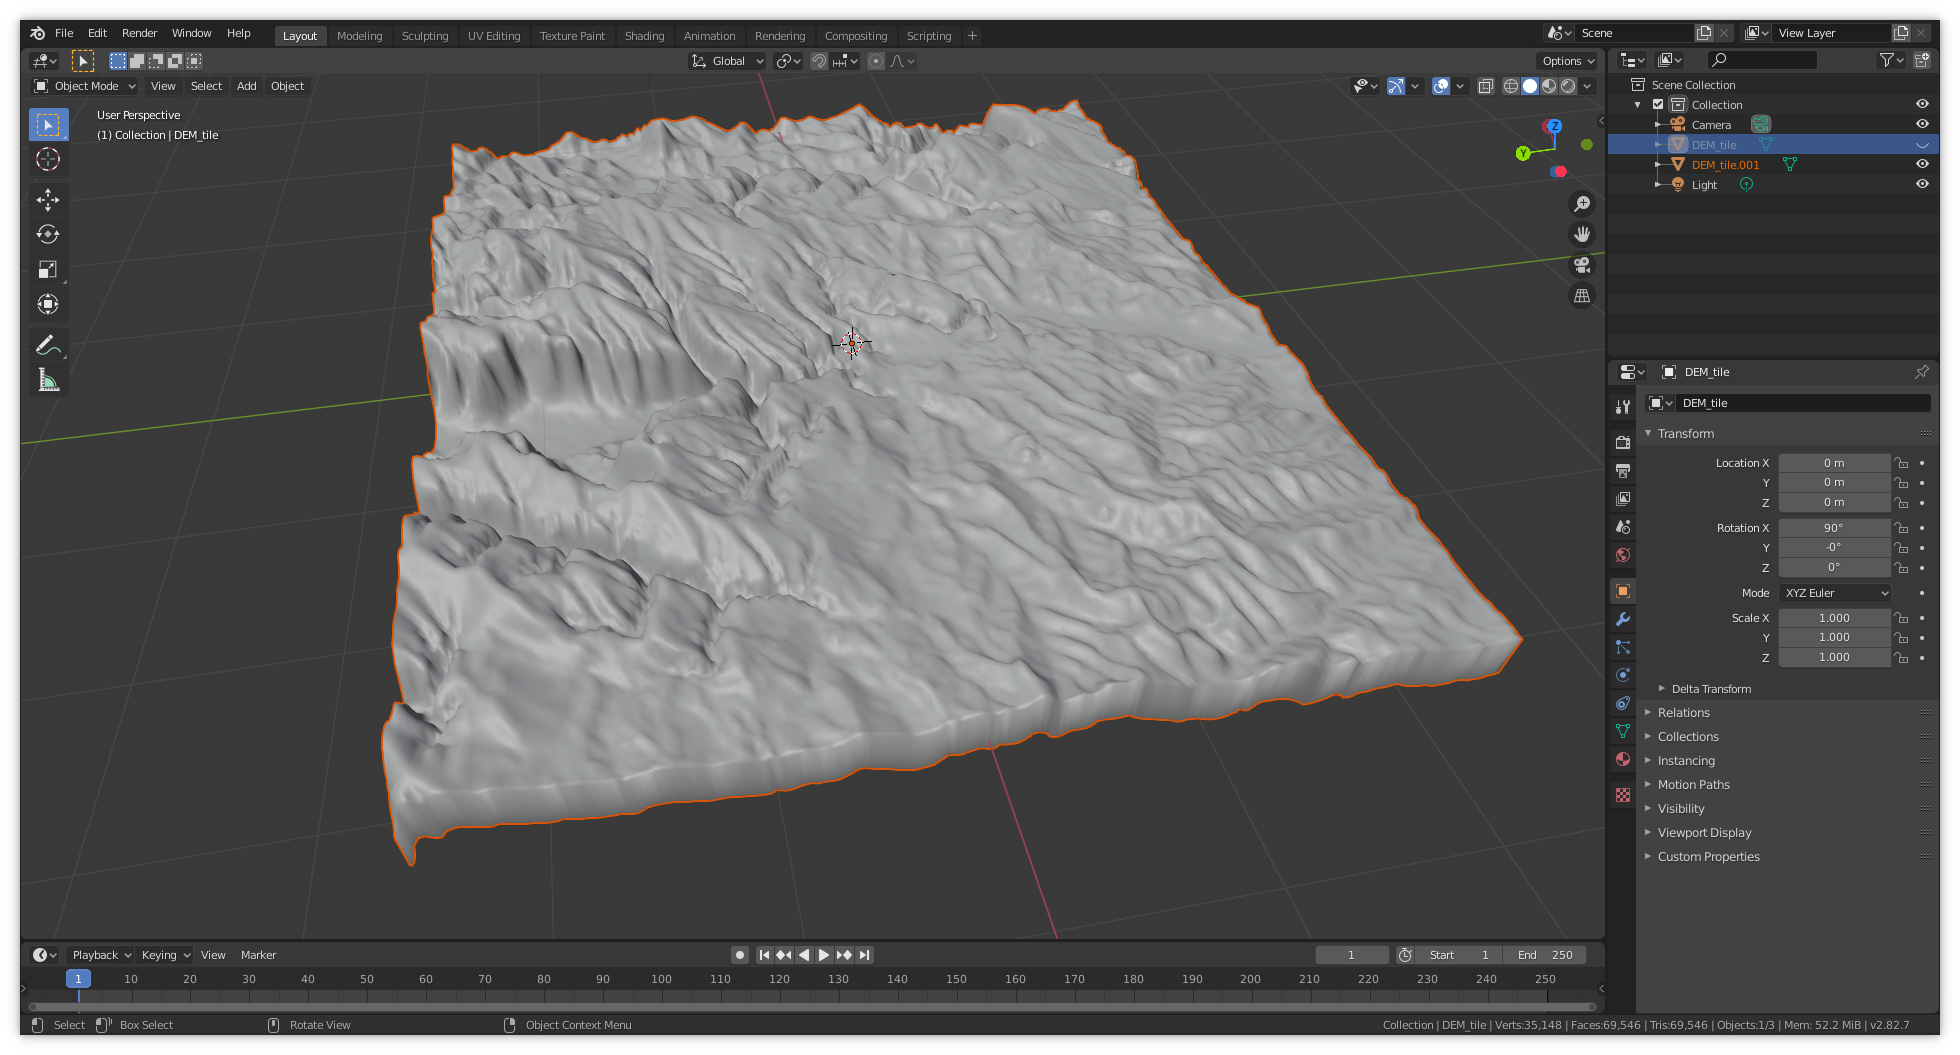 File Edit Render Window Help Layout Modeling Sculpting UV Editing Texture Paint Shading Animation Rendering Compositing Scripting + Scene View Layer
Global Options
Object Mode View Select Add Object
User Perspective
(1) Collection | DEM_tile
Z
Y
Scene Collection
Collection
Camera
DEM_tile
DEM_tile.001
Light
DEM_tile
DEM_tile
Transform
Location X 0 m
Y 0 m
Z 0 m
Rotation X 90°
Y -0°
Z 0°
Mode XYZ Euler
Scale X 1.000
Y 1.000
Z 1.000
Delta Transform
Relations
Collections
Instancing
Motion Paths
Visibility
Viewport Display
Custom Properties
Playback Keying View Marker 1 Start 1 End 250
1 10 20 30 40 50 60 70 80 90 100 110 120 130 140 150 160 170 180 190 200 210 220 230 240 250
Select Box Select Rotate View Object Context Menu Collection | DEM_tile | Verts:35,148 | Faces:69,546 | Tris:69,546 | Objects:1/3 | Mem: 52.2 MiB | v2.82.7